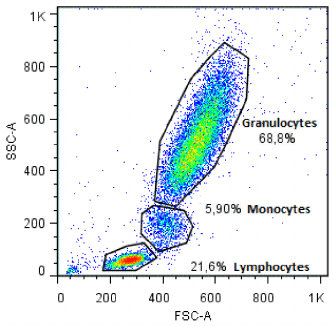 1K
800
Granulocytes
68,8%
600
SSC-A
400
5,90% Monocytes
200
21,6% Lymphocytes
0
0 200 400 600 800 1K
FSC-A